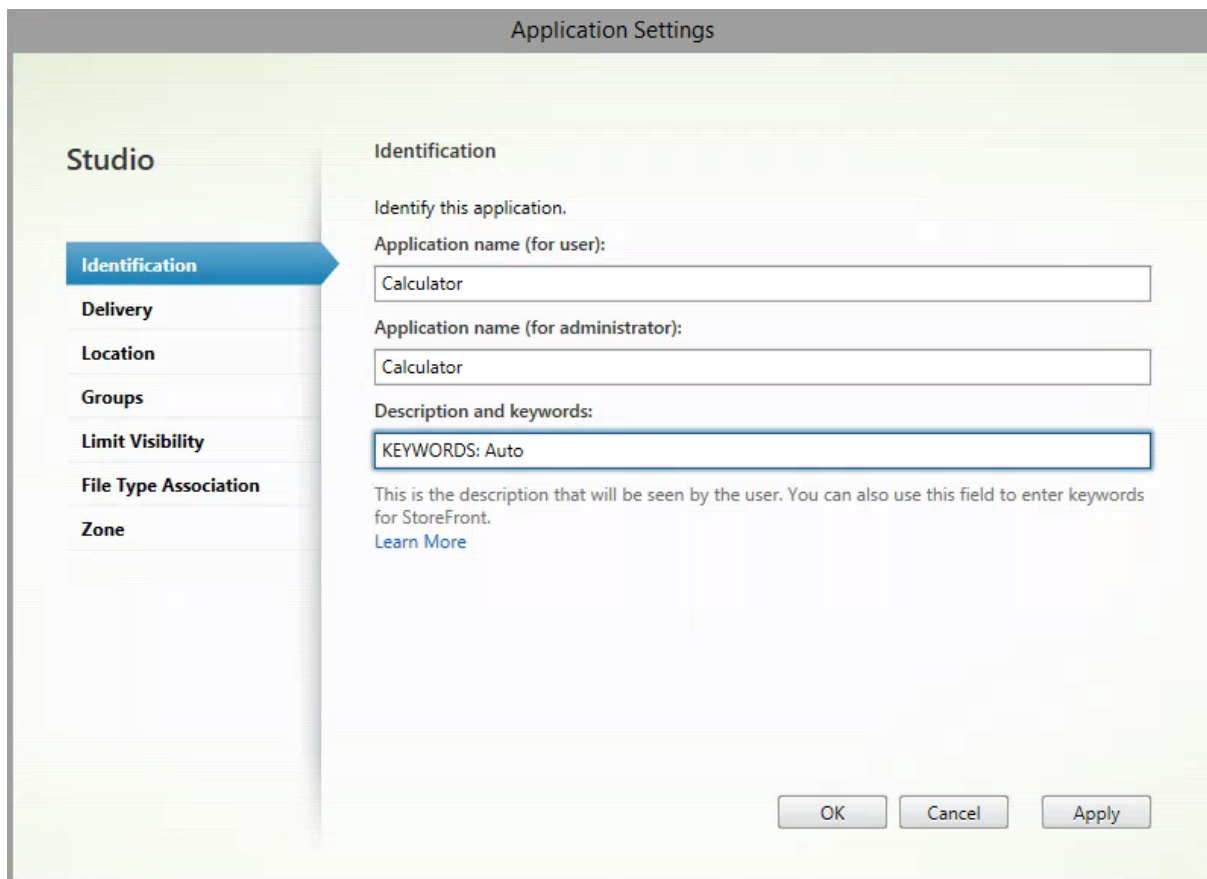 Application Settings
Studio
Identification
Delivery
Location
Groups
Limit Visibility
File Type Association
Zone
Identification
Identify this application.
Application name (for user):
Calculator
Application name (for administrator):
Calculator
Description and keywords:
KEYWORDS: Auto
This is the description that will be seen by the user. You can also use this field to enter keywords
for StoreFront.
Learn More
OK
Cancel
Apply